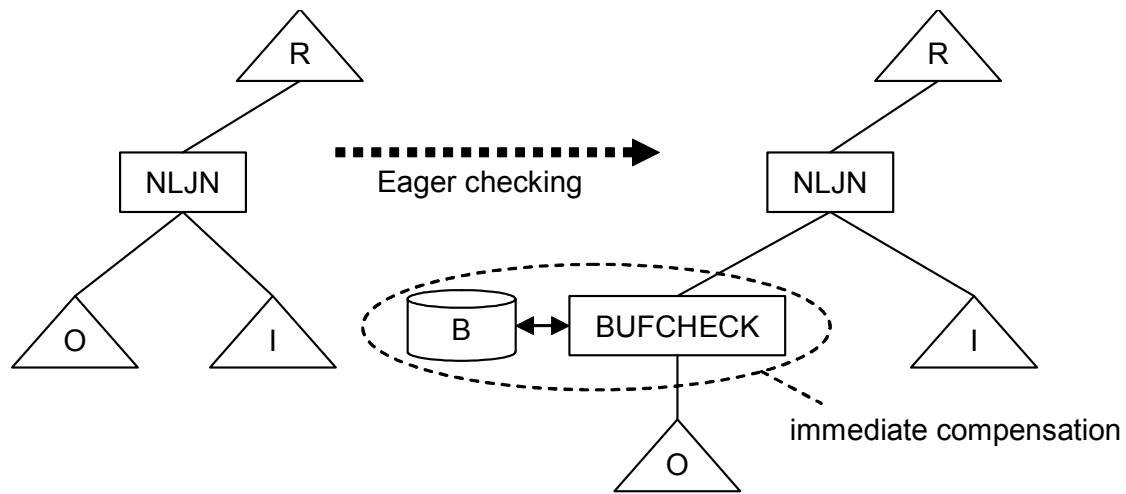 R
NLJN
O
I
Eager checking
R
NLJN
B
BUFCHECK
I
O
immediate compensation